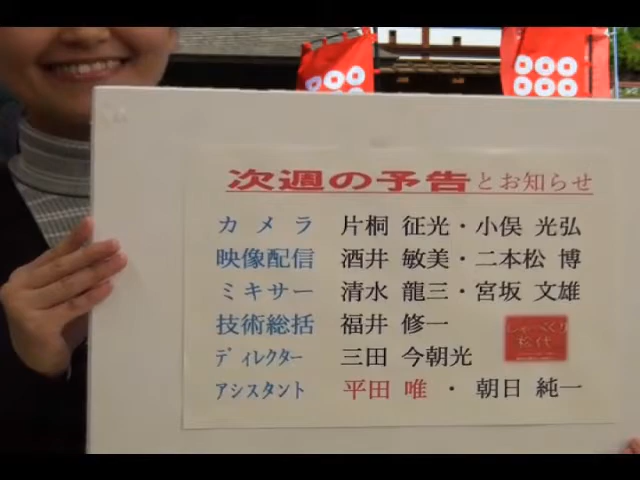 次週の予告とお知らせ
カメラ 片桐 征光・小俣 光弘
映像配信 酒井 敏美・二本松 博
ミキサー 清水 龍三・宮坂 文雄
技術総括 福井 修一
ディレクター 三田 今朝光
アシスタント 平田 唯 ・ 朝日 純一
しゃべくり
松代